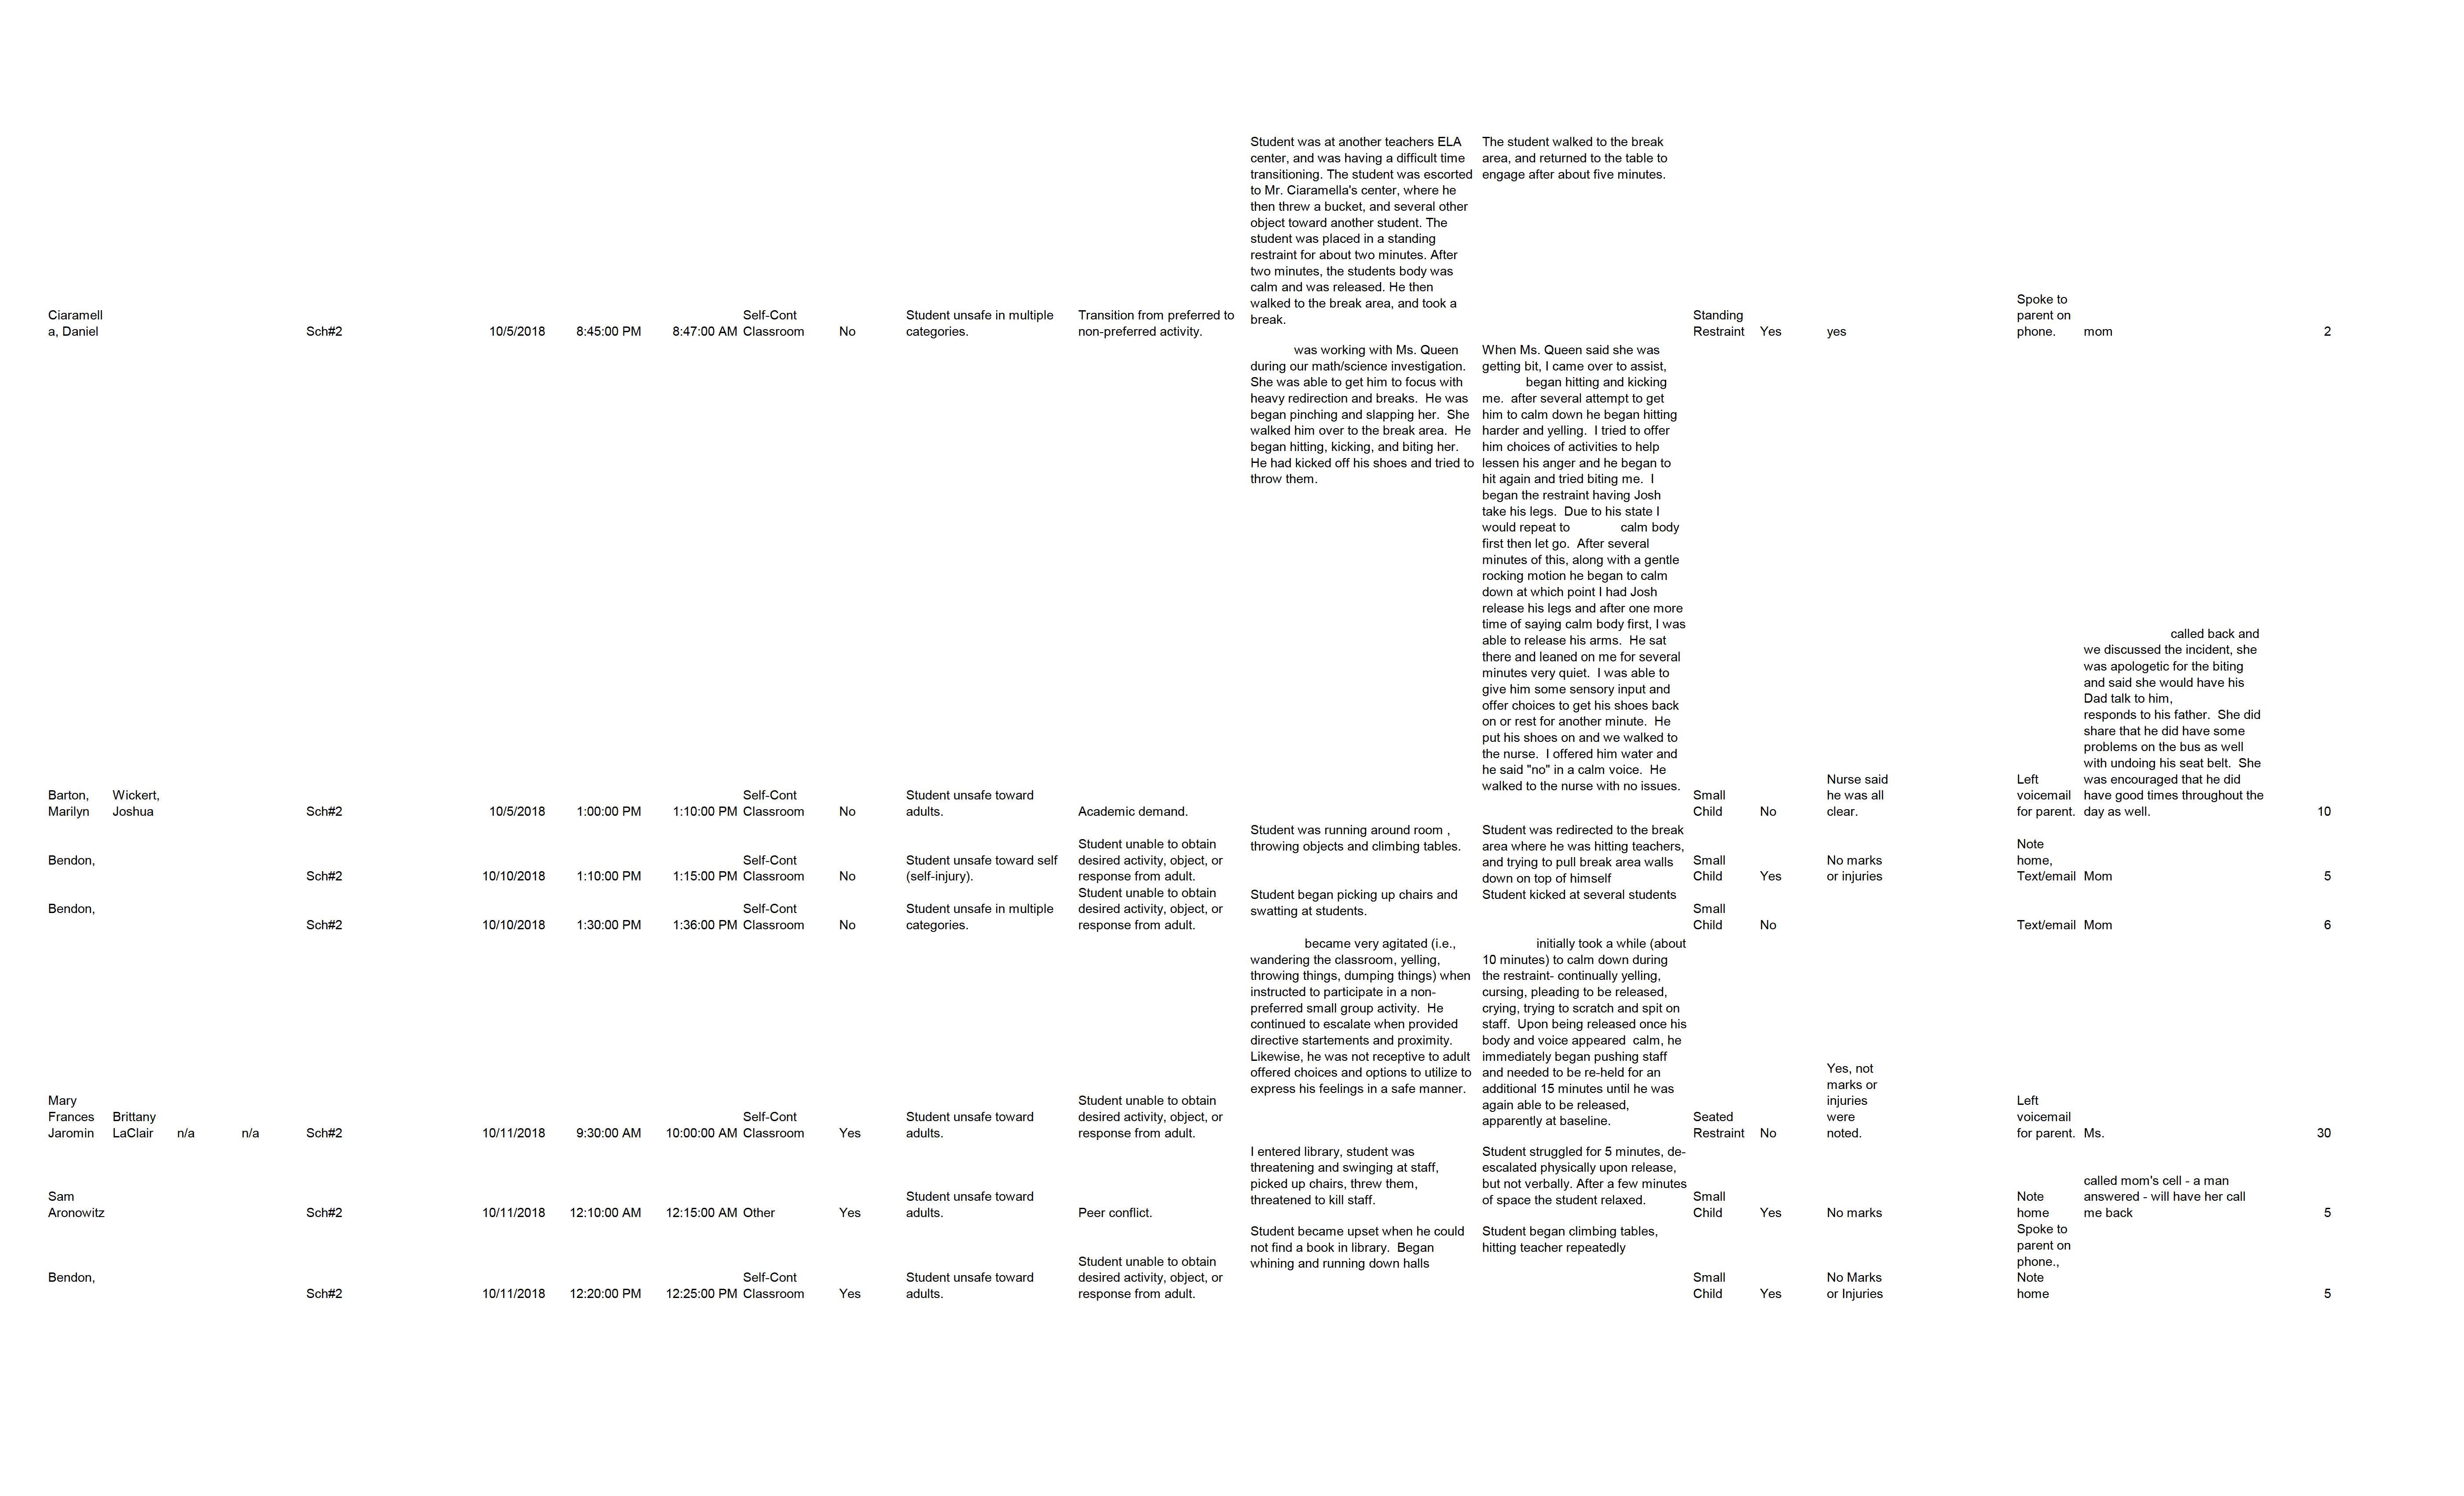 Ciaramell
a, Daniel
Sch#2
10/5/2018
8:45:00 PM
8:47:00 AM
Self-Cont
Classroom
No
Student unsafe in multiple
categories.
Transition from preferred to
non-preferred activity.
Student was at another teachers ELA
center, and was having a difficult time
transitioning. The student was escorted
to Mr. Ciaramella's center, where he
then threw a bucket, and several other
object toward another student. The
student was placed in a standing
restraint for about two minutes. After
two minutes, the students body was
calm and was released. He then
walked to the break area, and took a
break.
The student walked to the break
area, and returned to the table to
engage after about five minutes.
Standing
Restraint
Yes
yes
Spoke to
parent on
phone.
mom
2
Barton,
Marilyn
Wickert,
Joshua
Sch#2
10/5/2018
1:00:00 PM
1:10:00 PM
Self-Cont
Classroom
No
Student unsafe toward
adults.
Academic demand.
was working with Ms. Queen
during our math/science investigation.
She was able to get him to focus with
heavy redirection and breaks.  He was
began pinching and slapping her.  She
walked him over to the break area.  He
began hitting, kicking, and biting her.
He had kicked off his shoes and tried to
throw them.
When Ms. Queen said she was
getting bit, I came over to assist,
began hitting and kicking
me.  after several attempt to get
him to calm down he began hitting
harder and yelling.  I tried to offer
him choices of activities to help
lessen his anger and he began to
hit again and tried biting me.  I
began the restraint having Josh
take his legs.  Due to his state I
would repeat to calm body
first then let go.  After several
minutes of this, along with a gentle
rocking motion he began to calm
down at which point I had Josh
release his legs and after one more
time of saying calm body first, I was
able to release his arms.  He sat
there and leaned on me for several
minutes very quiet.  I was able to
give him some sensory input and
offer choices to get his shoes back
on or rest for another minute.  He
put his shoes on and we walked to
the nurse.  I offered him water and
he said "no" in a calm voice.  He
walked to the nurse with no issues.
Small
Child
No
Nurse said
he was all
clear.
Left
voicemail
for parent.
called back and
we discussed the incident, she
was apologetic for the biting
and said she would have his
Dad talk to him,
responds to his father.  She did
share that he did have some
problems on the bus as well
with undoing his seat belt.  She
was encouraged that he did
have good times throughout the
day as well.
10
Bendon,
Sch#2
10/10/2018
1:10:00 PM
1:15:00 PM
Self-Cont
Classroom
No
Student unsafe toward self
(self-injury).
Student unable to obtain
desired activity, object, or
response from adult.
Student was running around room ,
throwing objects and climbing tables.
Student was redirected to the break
area where he was hitting teachers,
and trying to pull break area walls
down on top of himself
Small
Child
Yes
No marks
or injuries
Note
home,
Text/email
Mom
5
Bendon,
Sch#2
10/10/2018
1:30:00 PM
1:36:00 PM
Self-Cont
Classroom
No
Student unsafe in multiple
categories.
Student unable to obtain
desired activity, object, or
response from adult.
Student began picking up chairs and
swatting at students.
Student kicked at several students
Small
Child
No
Text/email
Mom
6
Mary
Frances
Jaromin
Brittany
LaClair
n/a
n/a
Sch#2
10/11/2018
9:30:00 AM
10:00:00 AM
Self-Cont
Classroom
Yes
Student unsafe toward
adults.
Student unable to obtain
desired activity, object, or
response from adult.
became very agitated (i.e.,
wandering the classroom, yelling,
throwing things, dumping things) when
instructed to participate in a non-
preferred small group activity.  He
continued to escalate when provided
directive startements and proximity.
Likewise, he was not receptive to adult
offered choices and options to utilize to
express his feelings in a safe manner.
initially took a while (about
10 minutes) to calm down during
the restraint- continually yelling,
cursing, pleading to be released,
crying, trying to scratch and spit on
staff.  Upon being released once his
body and voice appeared  calm, he
immediately began pushing staff
and needed to be re-held for an
additional 15 minutes until he was
again able to be released,
apparently at baseline.
Seated
Restraint
No
Yes, not
marks or
injuries
were
noted.
Left
voicemail
for parent.
Ms.
30
Sam
Aronowitz
Sch#2
10/11/2018
12:10:00 AM
12:15:00 AM
Other
Yes
Student unsafe toward
adults.
Peer conflict.
I entered library, student was
threatening and swinging at staff,
picked up chairs, threw them,
threatened to kill staff.
Student struggled for 5 minutes, de-
escalated physically upon release,
but not verbally. After a few minutes
of space the student relaxed.
Small
Child
Yes
No marks
Note
home
called mom's cell - a man
answered - will have her call
me back
5
Bendon,
Sch#2
10/11/2018
12:20:00 PM
12:25:00 PM
Self-Cont
Classroom
Yes
Student unsafe toward
adults.
Student unable to obtain
desired activity, object, or
response from adult.
Student became upset when he could
not find a book in library.  Began
whining and running down halls
Student began climbing tables,
hitting teacher repeatedly
Small
Child
Yes
No Marks
or Injuries
Spoke to
parent on
phone.,
Note
home
5